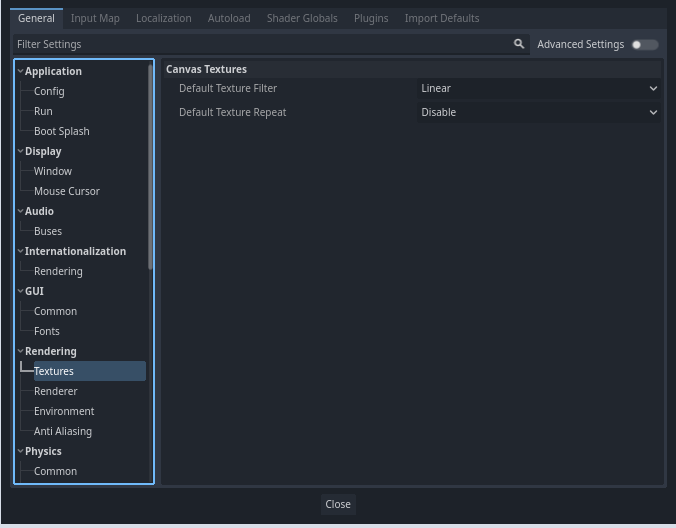 General Input Map Localization Autoload Shader Globals Plugins Import Defaults
Filter Settings Advanced Settings
Application
Config
Run
Boot Splash
Display
Window
Mouse Cursor
Audio
Buses
Internationalization
Rendering
GUI
Common
Fonts
Rendering
Textures
Renderer
Environment
Anti Aliasing
Physics
Common
Canvas Textures
Default Texture Filter Linear
Default Texture Repeat Disable
Close